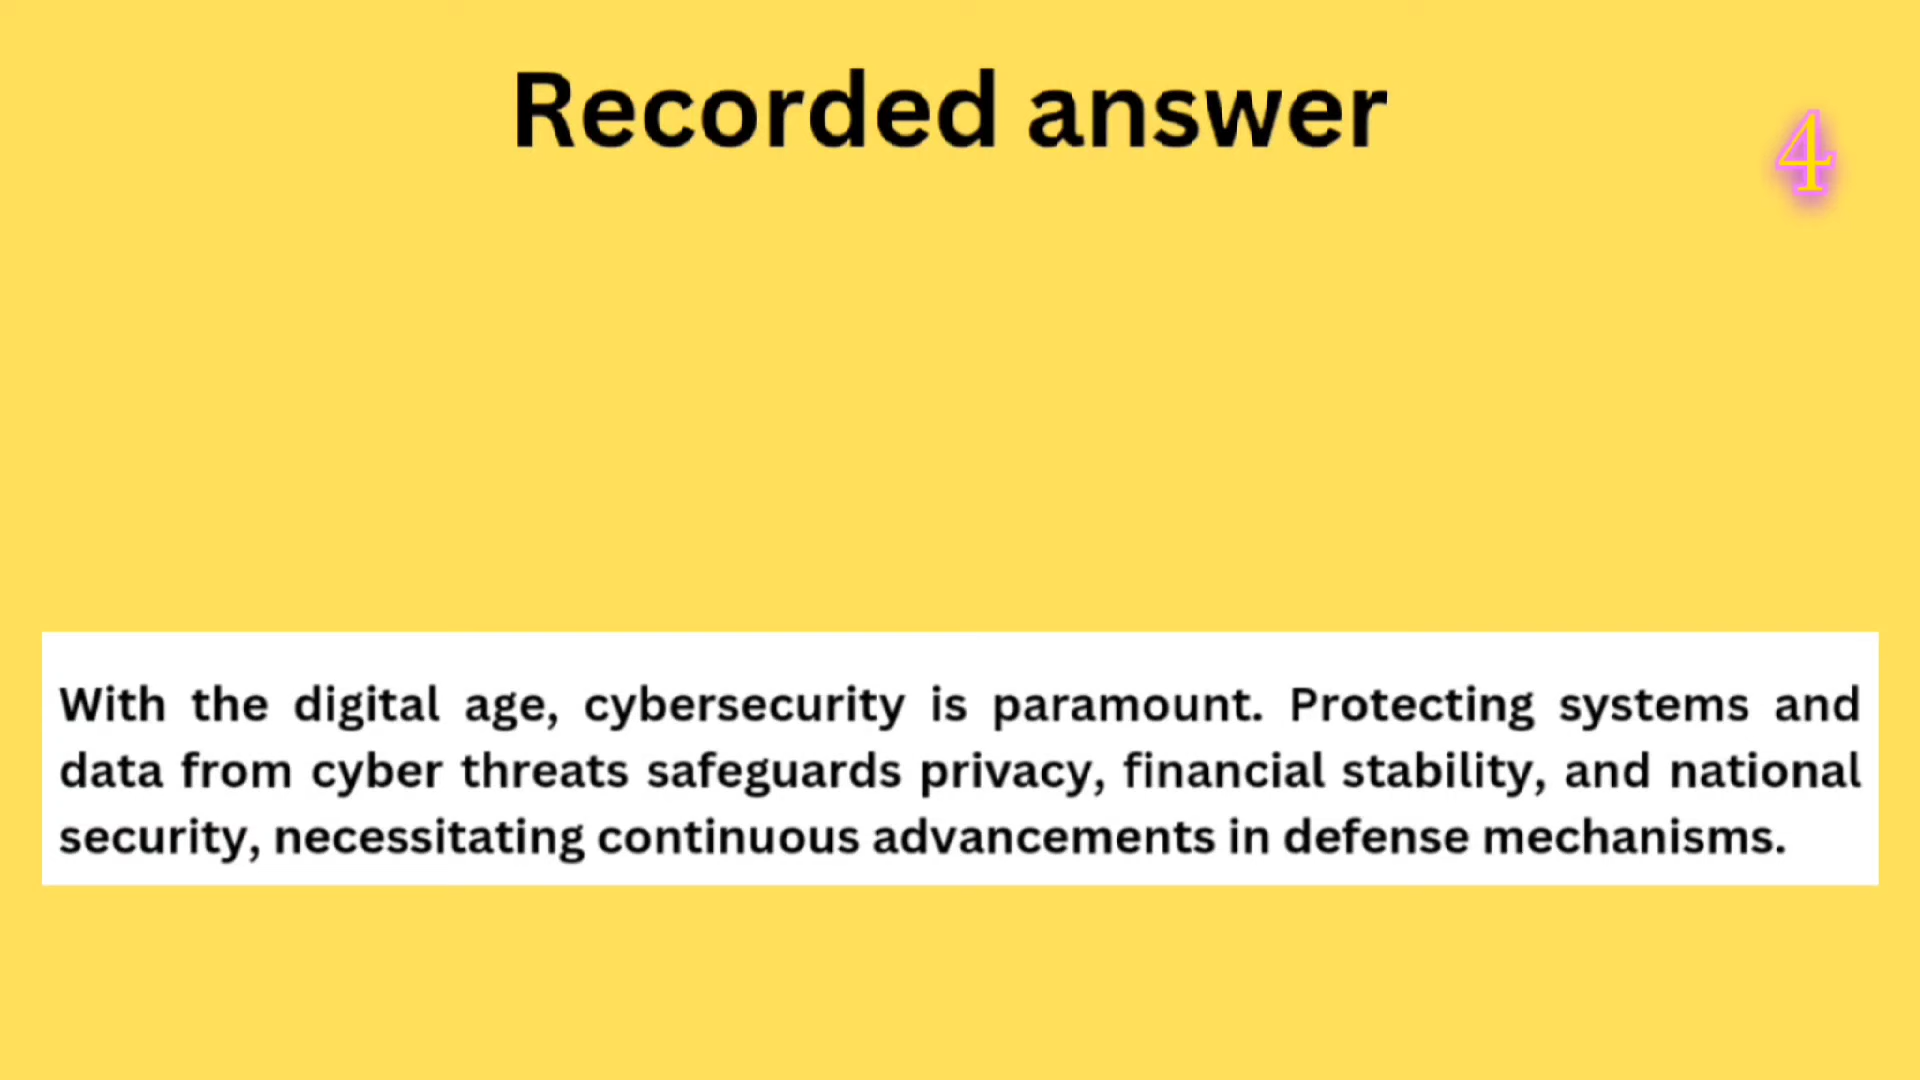 Recorded answer
4
With the digital age, cybersecurity is paramount. Protecting systems and
data from cyber threats safeguards privacy, financial stability, and national
security, necessitating continuous advancements in defense mechanisms.